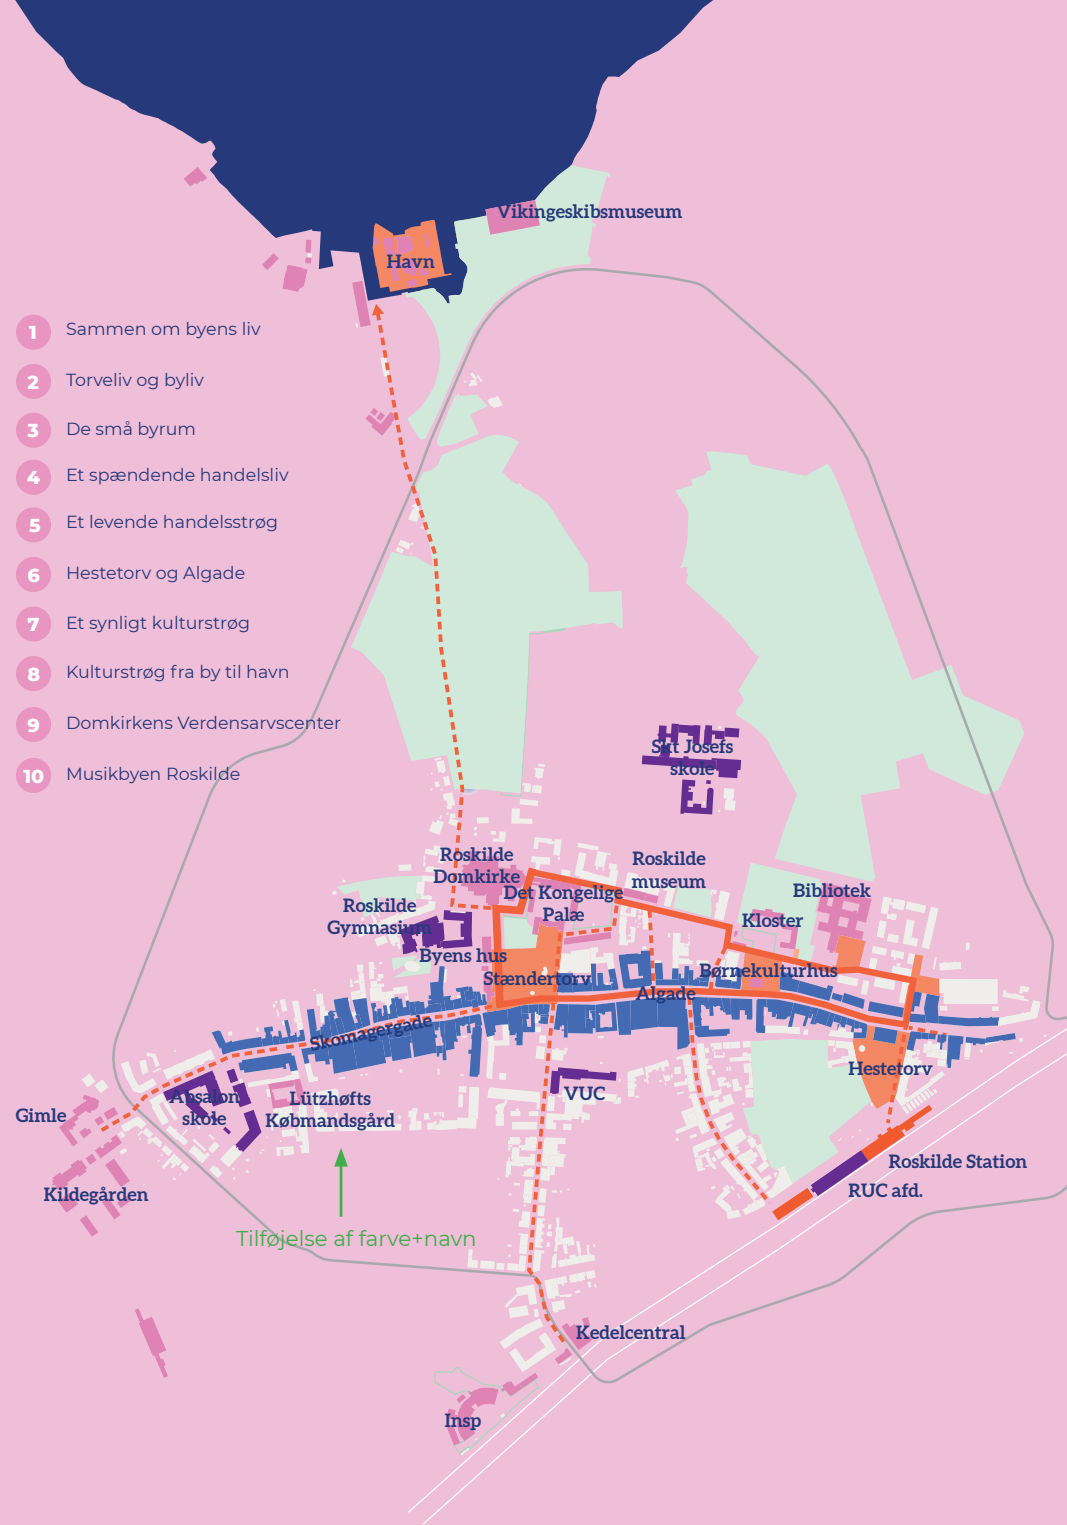 Vikingeskibsmuseum
Havn
1 Sammen om byens liv
2 Torveliv og byliv
3 De små byrum
4 Et spændende handelsliv
5 Et levende handelsstrøg
6 Hestetorv og Algade
7 Et synligt kulturstrøg
8 Kulturstrøg fra by til havn
9 Domkirkens Verdensarvscenter
10 Musikbyen Roskilde
Skt Josefs
skole
Roskilde
Domkirke
Roskilde
museum
Det Kongelige
Palæ
Bibliotek
Kloster
Roskilde
Gymnasium
Byens hus
Stændertorv
Børnekulturhus
Algade
Skomagergade
Hestetorv
VUC
Absalon
skole
Lützhøfts
Købmandsgård
Gimle
Kildegården
Roskilde Station
RUC afd.
Tilføjelse af farve+navn
Kedelcentral
Insp